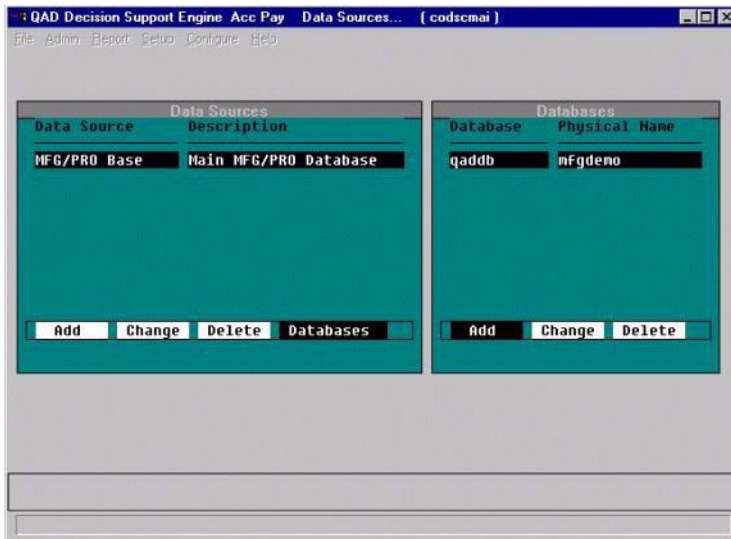 QAD Decision Support Engine Acc Pay Data Sources... ( codscmai )
File Admin Report Setup Configure Help
Data Sources
Data Source Description
MFG/PRO Base Main MFG/PRO Database
Add Change Delete Databases
Databases
Database Physical Name
qaddb mfgdemo
Add Change Delete